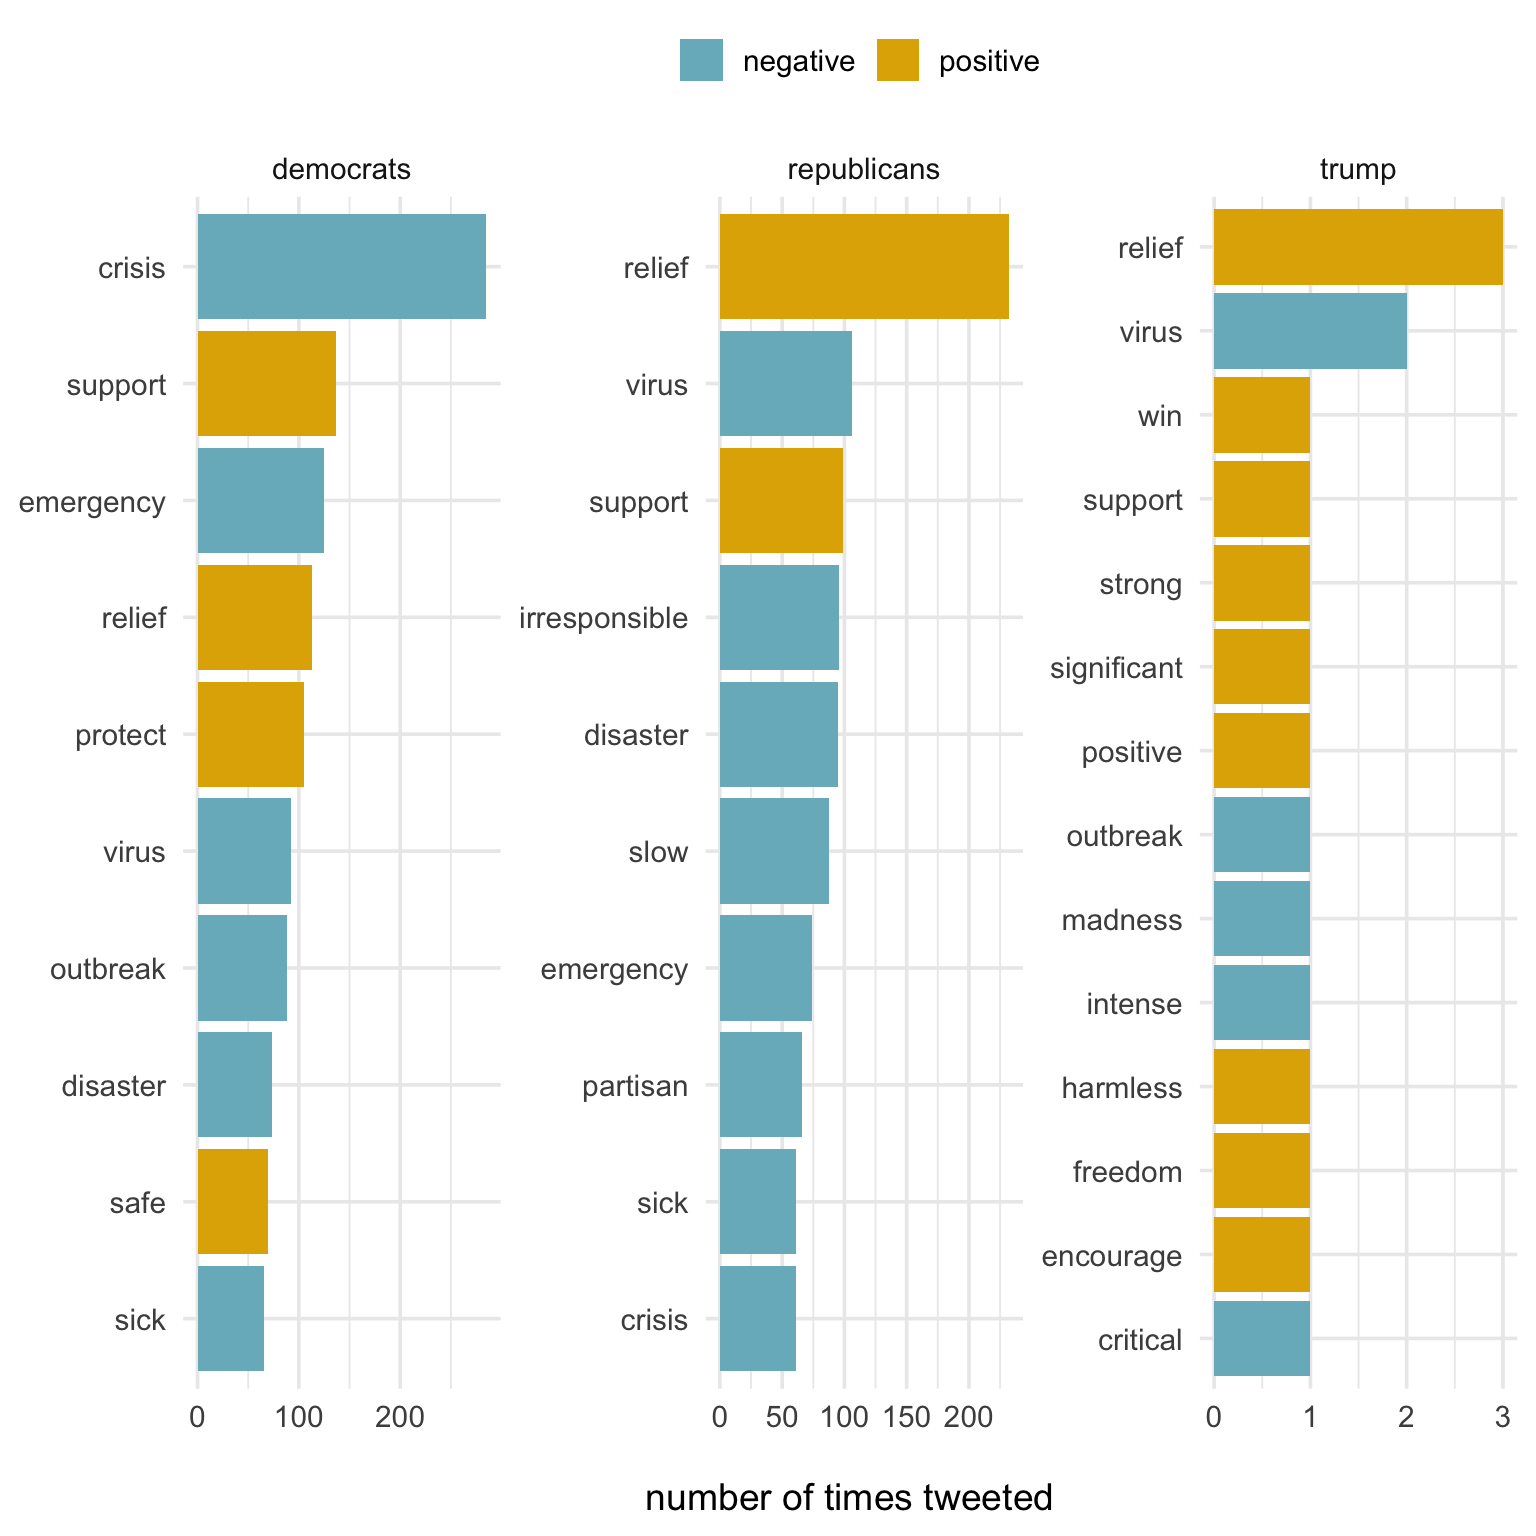 negative
positive
democrats
crisis
support
emergency
relief
protect
virus
outbreak
disaster
safe
sick
0 100 200
republicans
relief
virus
support
irresponsible
disaster
slow
emergency
partisan
sick
crisis
0 50 100 150 200
trump
relief
virus
win
support
strong
significant
positive
outbreak
madness
intense
harmless
freedom
encourage
critical
0 1 2 3
number of times tweeted